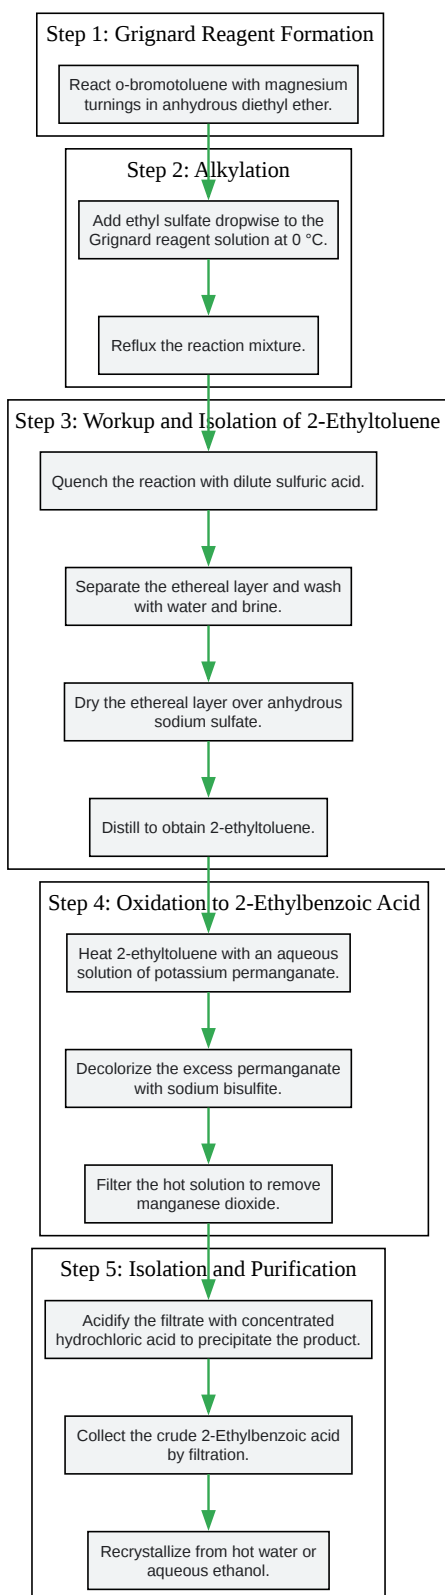 Step 1: Grignard Reagent Formation
React o-bromotoluene with magnesium
turnings in anhydrous diethyl ether.
Step 2: Alkylation
Add ethyl sulfate dropwise to the
Grignard reagent solution at 0 °C.
Reflux the reaction mixture.
Step 3: Workup and Isolation of 2-Ethyltoluene
Quench the reaction with dilute sulfuric acid.
Separate the ethereal layer and wash
with water and brine.
Dry the ethereal layer over anhydrous
sodium sulfate.
Distill to obtain 2-ethyltoluene.
Step 4: Oxidation to 2-Ethylbenzoic Acid
Heat 2-ethyltoluene with an aqueous
solution of potassium permanganate.
Decolorize the excess permanganate
with sodium bisulfite.
Filter the hot solution to remove
manganese dioxide.
Step 5: Isolation and Purification
Acidify the filtrate with concentrated
hydrochloric acid to precipitate the product.
Collect the crude 2-Ethylbenzoic acid
by filtration.
Recrystallize from hot water or
aqueous ethanol.